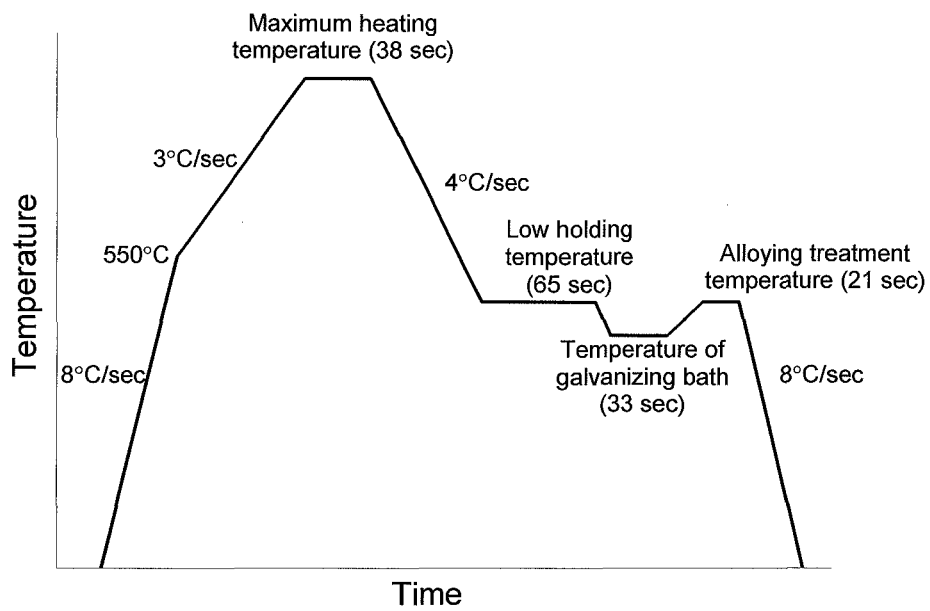 Maximum heating
temperature (38 sec)
3°C/sec
4°C/sec
550°C
Low holding
temperature
(65 sec)
Alloying treatment
temperature (21 sec)
Temperature of
galvanizing bath
(33 sec)
8°C/sec
8°C/sec
Temperature
Time